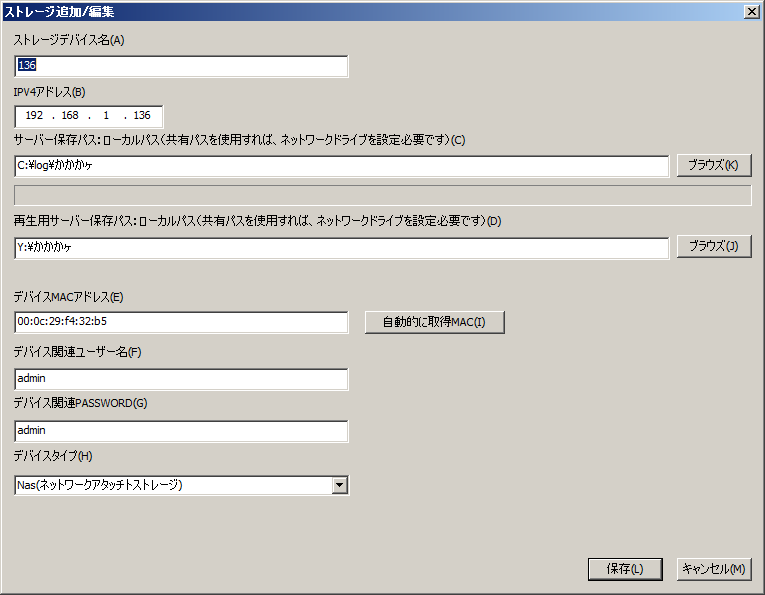 ストレージ追加/編集
ストレージデバイス名(A)
136
IPV4アドレス(B)
192 . 168 . 1 . 136
サーバー保存パス：ローカルパス(共有パスを使用すれば、ネットワークドライブを設定必要です)(C)
C:¥log¥かかかヶ
ブラウズ(K)
再生用サーバー保存パス：ローカルパス(共有パスを使用すれば、ネットワークドライブを設定必要です)(D)
Y:¥かかかヶ
ブラウズ(J)
デバイスMACアドレス(E)
00:0c:29:f4:32:b5
自動的に取得MAC(I)
デバイス関連ユーザー名(F)
admin
デバイス関連PASSWORD(G)
admin
デバイスタイプ(H)
Nas(ネットワークアタッチトストレージ)
保存(L)
キャンセル(M)